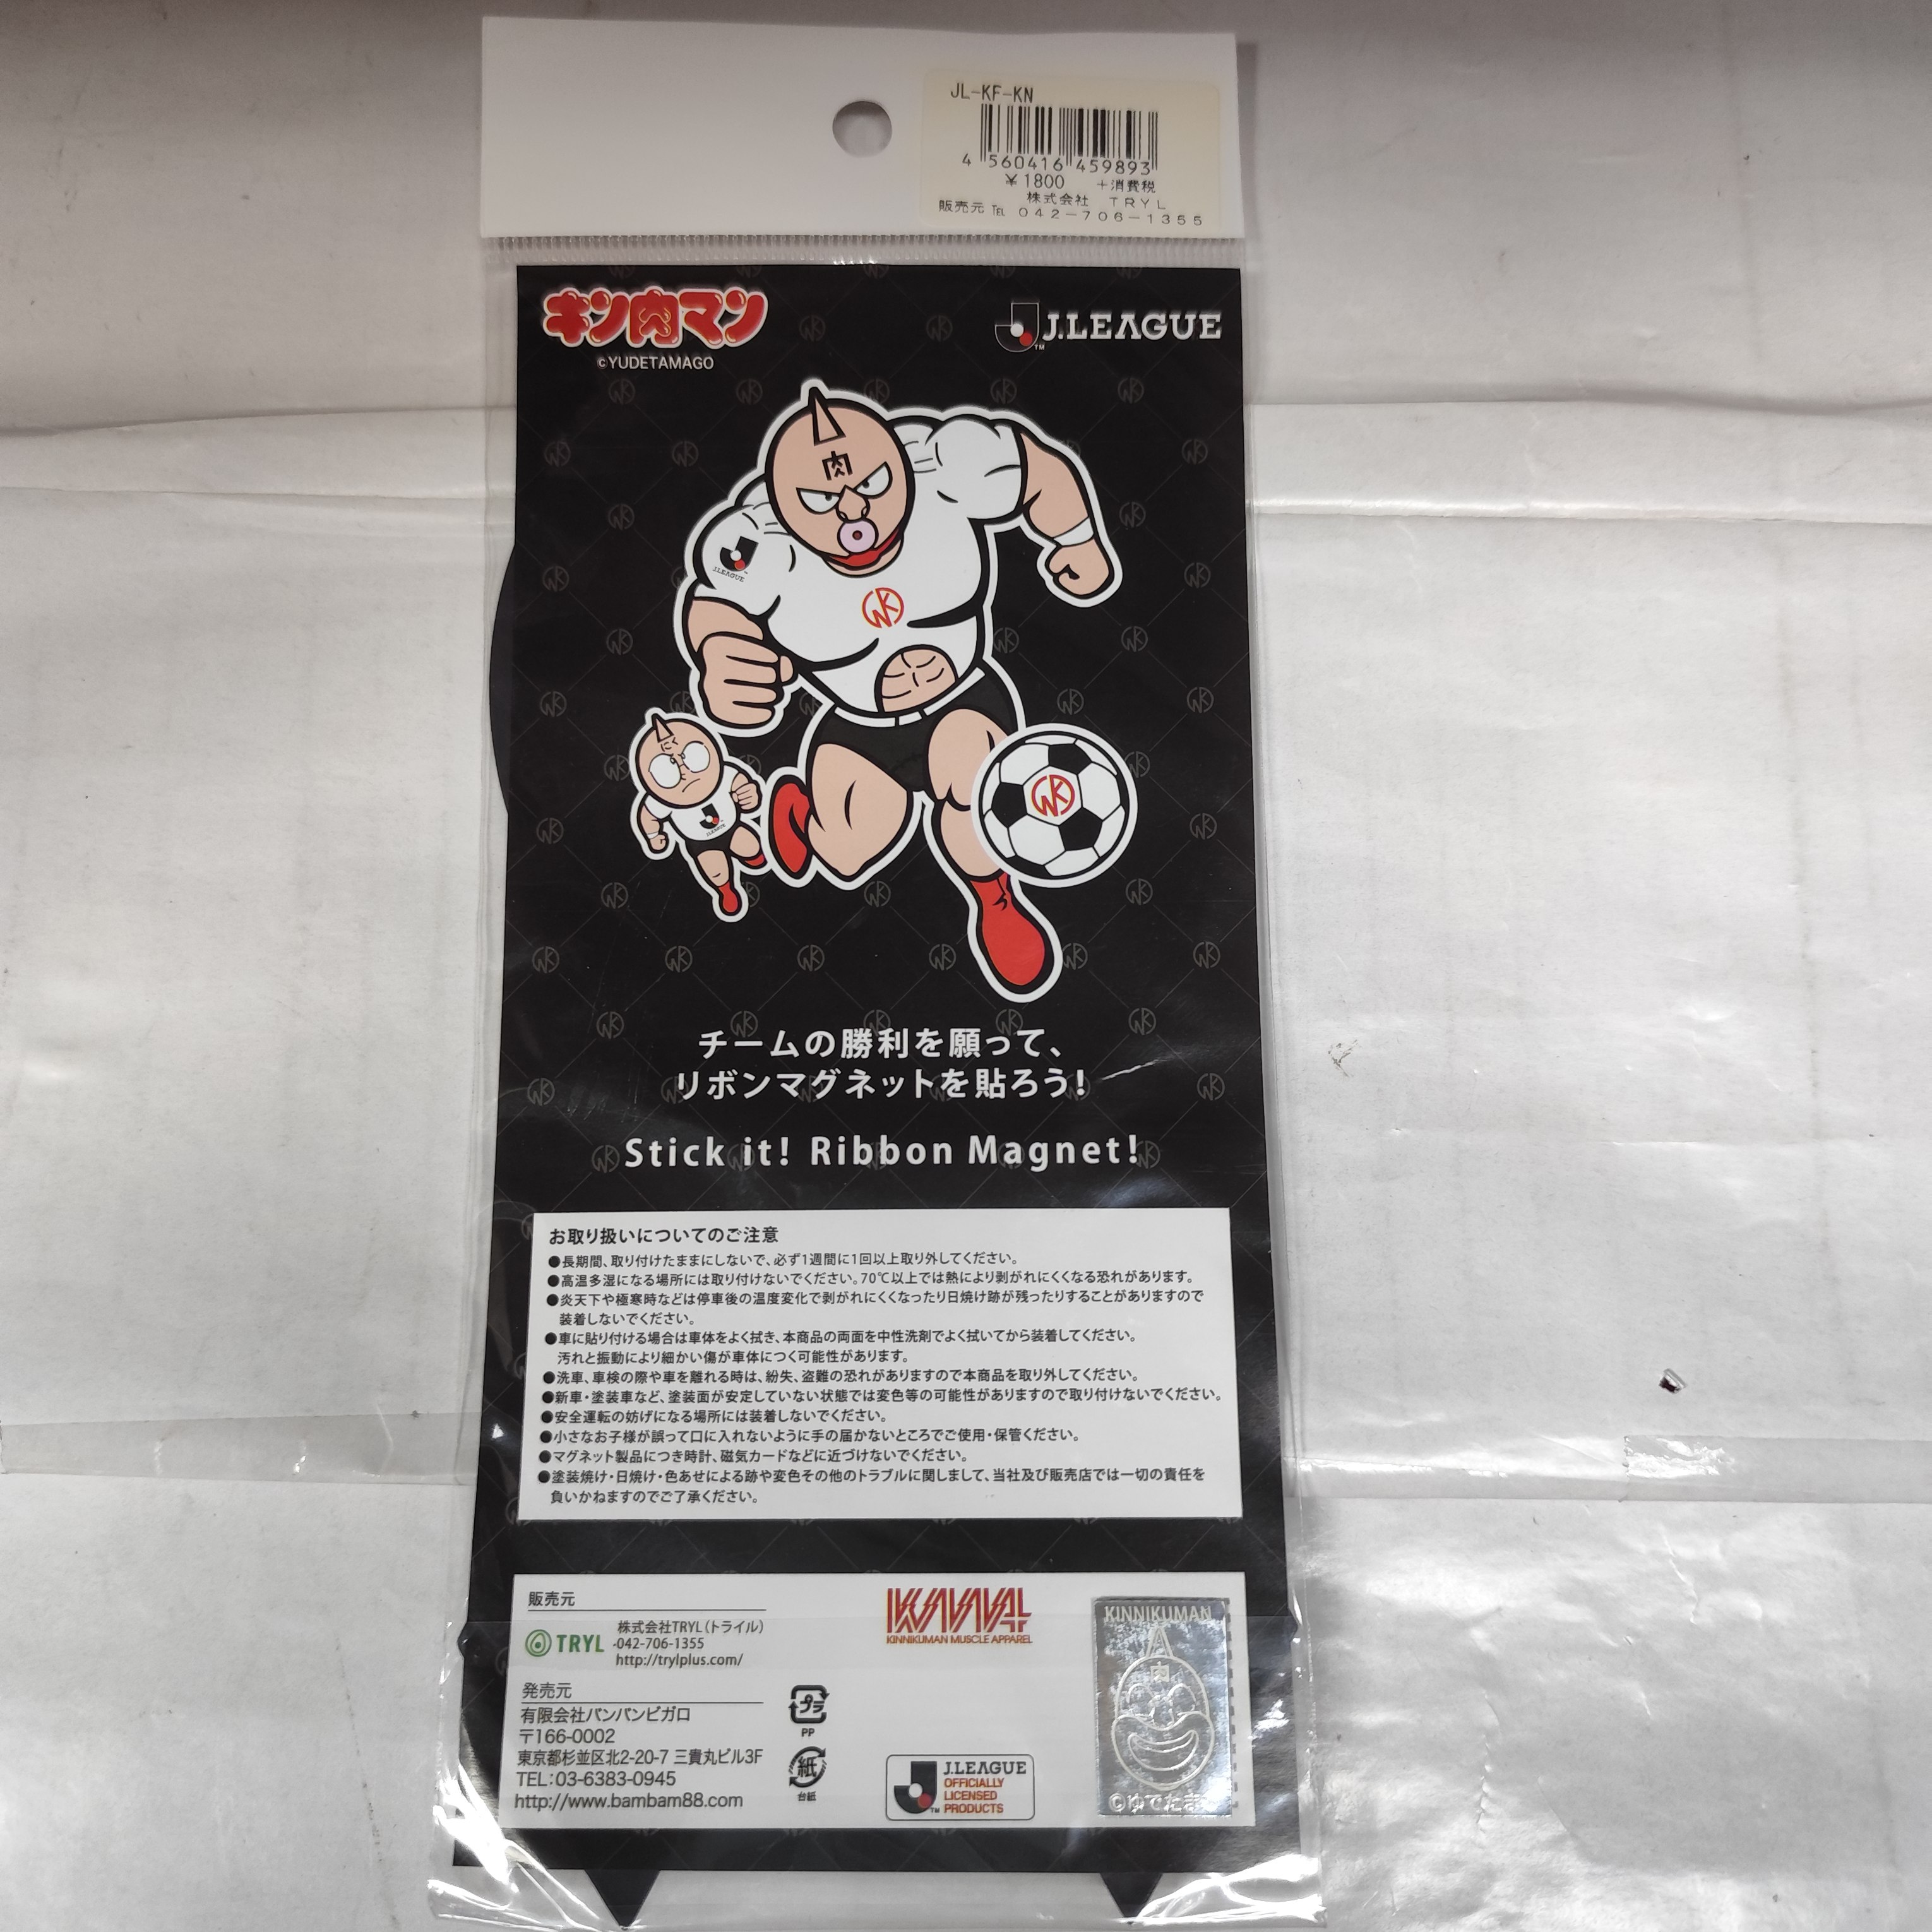 JL-KF-KN
4 560416 459893
¥1800 +消費税
株式会社 TRYL
販売元 TEL 042-706-1355
キン肉マン
©YUDETAMAGO
J.LEAGUE
TM
肉
J.LEAGUE
KN
にく
J.LEAGUE
KN
チームの勝利を願って、
リボンマグネットを貼ろう!
Stick it! Ribbon Magnet!
お取り扱いについてのご注意
●長期間、取り付けたままにしないで、必ず1週間に1回以上取り外してください。
●高温多湿になる場所には取り付けないでください。70℃以上では熱により剥がれにくくなる恐れがあります。
●炎天下や極寒時などは停車後の温度変化で剥がれにくくなったり日焼け跡が残ったりすることがありますので
装着しないでください。
●車に貼り付ける場合は車体をよく拭き、本商品の両面を中性洗剤でよく拭いてから装着してください。
汚れと振動により細かい傷が車体につく可能性があります。
●洗車、車検の際や車を離れる時は、紛失、盗難の恐れがありますので本商品を取り外してください。
●新車・塗装車など、塗装面が安定していない状態では変色等の可能性がありますので取り付けないでください。
●安全運転の妨げになる場所には装着しないでください。
●小さなお子様が誤って口に入れないように手の届かないところでご使用・保管ください。
●マグネット製品につき時計、磁気カードなどに近づけないでください。
●塗装焼け・日焼け・色あせによる跡や変色その他のトラブルに関しまして、当社及び販売店では一切の責任を
負いかねますのでご了承ください。
販売元
TRYL
株式会社TRYL(トライル)
042-706-1355
http://trylplus.com/
発売元
有限会社バンバンビガロ
〒166-0002
東京都杉並区北2-20-7 三貴丸ビル3F
TEL:03-6383-0945
http://www.bambam88.com
プラ
PP
紙
台紙
KINNIKUMAN MUSCLE APPAREL
J.LEAGUE
OFFICIALLY
LICENSED
PRODUCTS
TM
KINNIKUMAN
肉
©ゆでたま